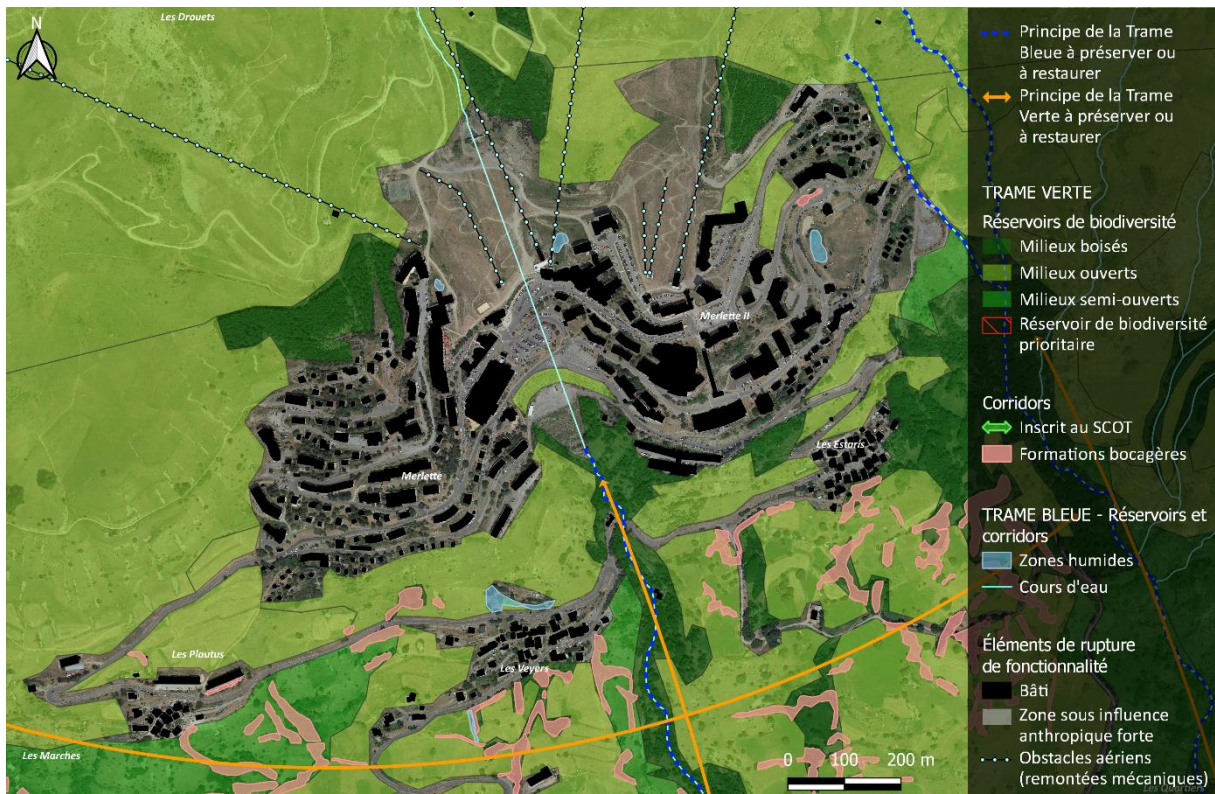 Les Drouets
N
Merlette II
Les Estaris
Merlette
Les Ploutus
Les Veyers
Les Marches
0 100 200 m
Principe de la Trame
Bleue à préserver ou
à restaurer
Principe de la Trame
Verte à préserver ou
à restaurer
TRAME VERTE
Réservoirs de biodiversité
Milieux boisés
Milieux ouverts
Milieux semi-ouverts
Réservoir de biodiversité
prioritaire
Corridors
Inscrit au SCOT
Formations bocagères
TRAME BLEUE - Réservoirs et
corridors
Zones humides
Cours d'eau
Éléments de rupture
de fonctionnalité
Bâti
Zone sous influence
anthropique forte
Obstacles aériens
(remontées mécaniques)
Les Quartiers